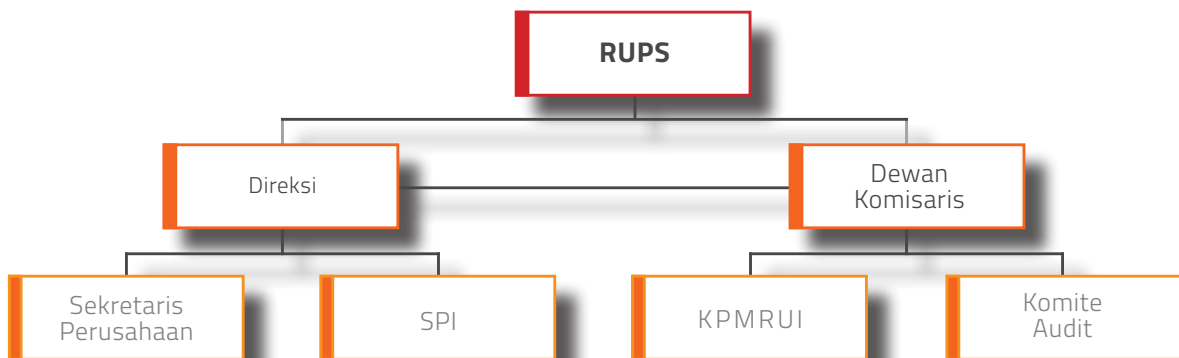 RUPS
Direksi
Dewan
Komisaris
Sekretaris
Perusahaan
SPI
KPMRUI
Komite
Audit